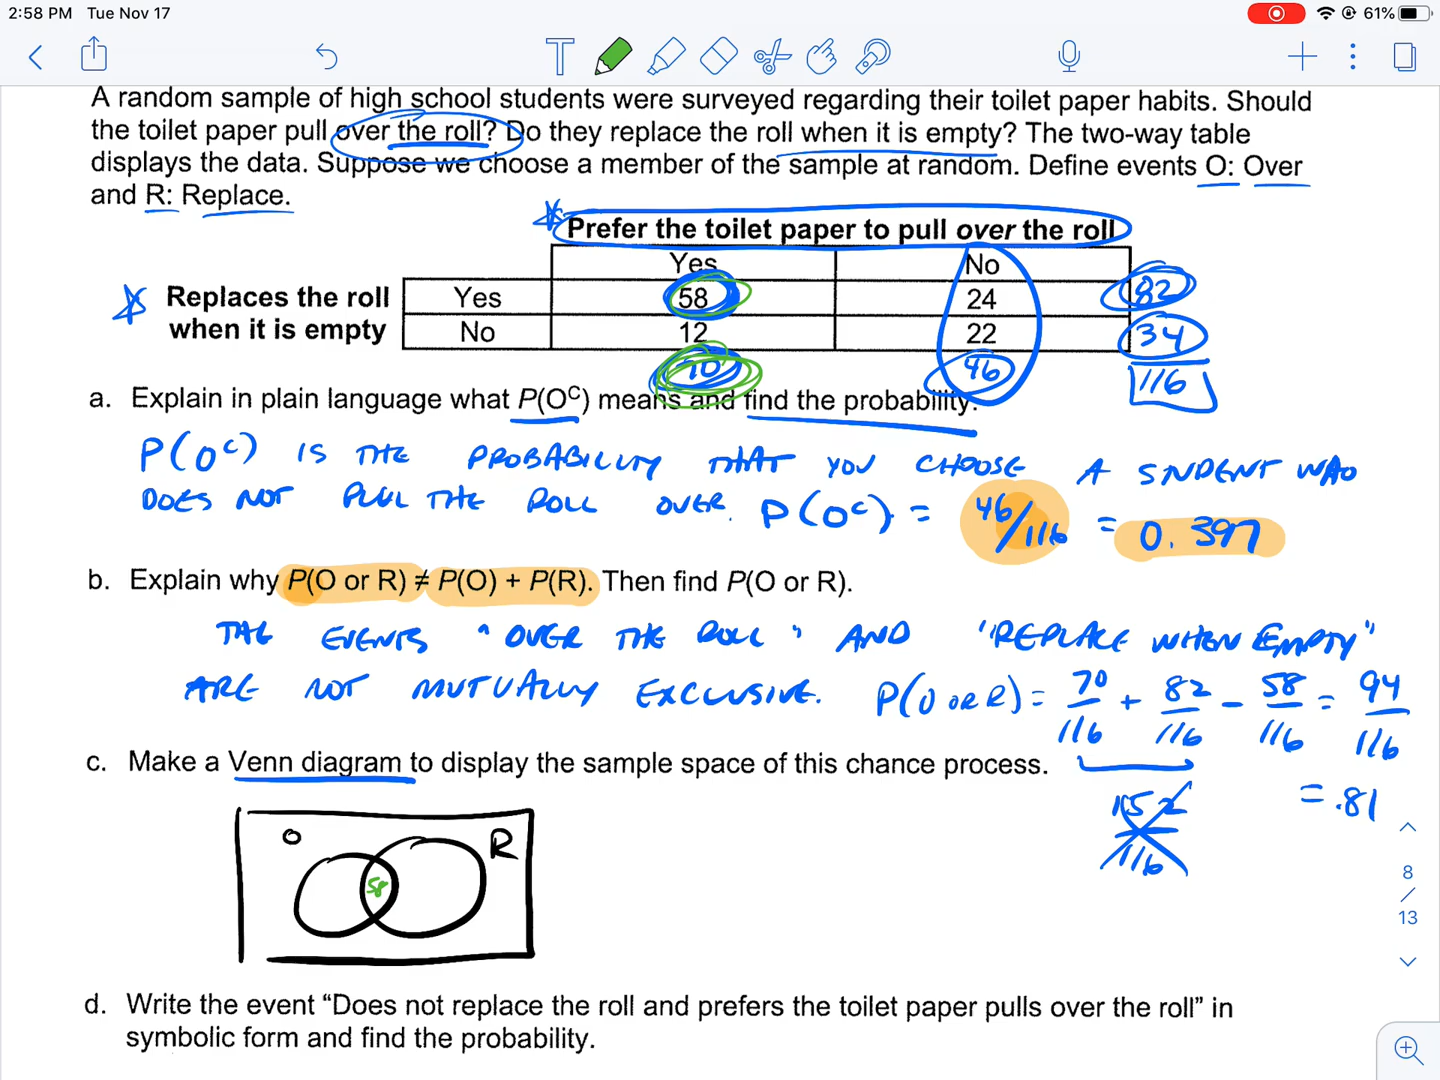 2:58 PM Tue Nov 17
61%
A random sample of high school students were surveyed regarding their toilet paper habits. Should
the toilet paper pull over the roll? Do they replace the roll when it is empty? The two-way table
displays the data. Suppose we choose a member of the sample at random. Define events O: Over
and R: Replace.
Prefer the toilet paper to pull over the roll
Yes No
Replaces the roll Yes 58 24 82
when it is empty No 12 22 34
70 46 116
a. Explain in plain language what P(Oᶜ) means and find the probability.
P(Oᶜ) IS THE PROBABILITY THAT YOU CHOOSE A STUDENT WHO
DOES NOT PULL THE ROLL OVER. P(Oᶜ) = 46/116 = 0.397
b. Explain why P(O or R) ≠ P(O) + P(R). Then find P(O or R).
THE EVENTS "OVER THE ROLL" AND "REPLACE WHEN EMPTY"
ARE NOT MUTUALLY EXCLUSIVE. P(O OR R) = 70/116 + 82/116 - 58/116 = 94/116
c. Make a Venn diagram to display the sample space of this chance process.
152/116 = .81
O R
58
8
/
13
d. Write the event “Does not replace the roll and prefers the toilet paper pulls over the roll” in
symbolic form and find the probability.